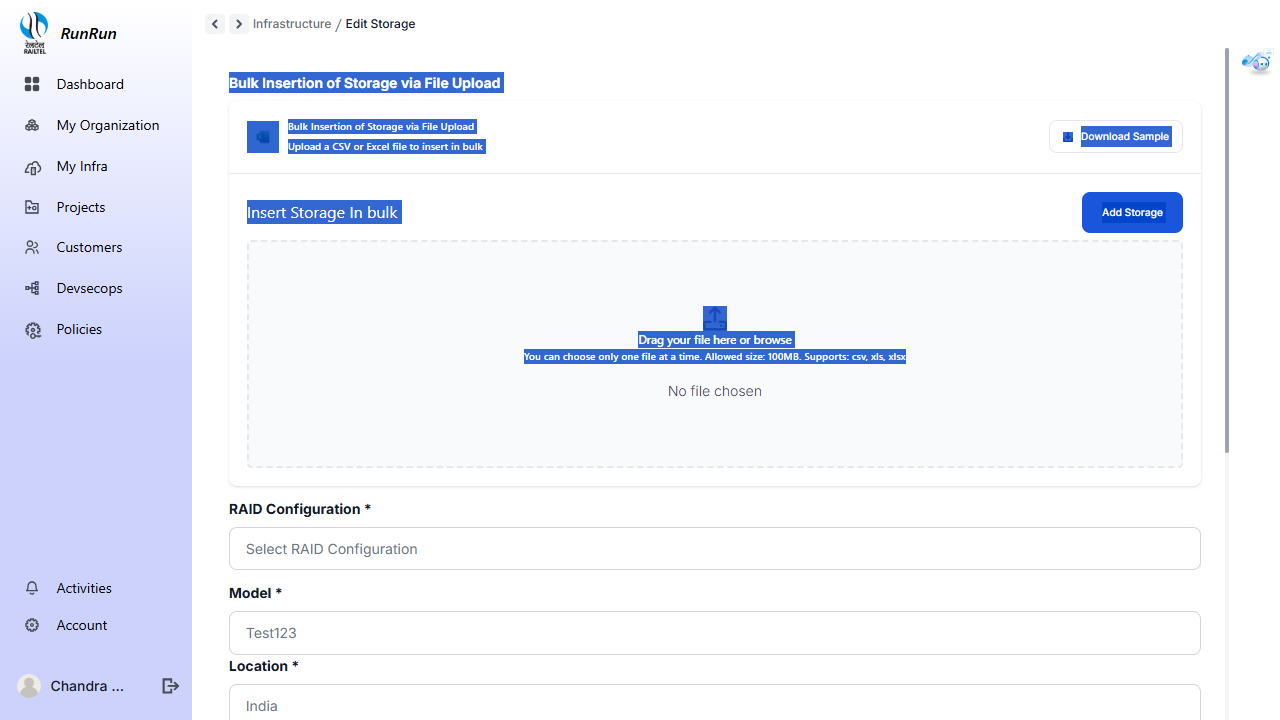 रेलटेल
RAILTEL
RunRun
Dashboard
My Organization
My Infra
Projects
Customers
Devsecops
Policies
Activities
Account
Chandra ...
Infrastructure / Edit Storage
Bulk Insertion of Storage via File Upload
Bulk Insertion of Storage via File Upload
Upload a CSV or Excel file to insert in bulk
Download Sample
Insert Storage In bulk
Add Storage
Drag your file here or browse
You can choose only one file at a time. Allowed size: 100MB. Supports: csv, xls, xlsx
No file chosen
RAID Configuration *
Select RAID Configuration
Model *
Test123
Location *
India